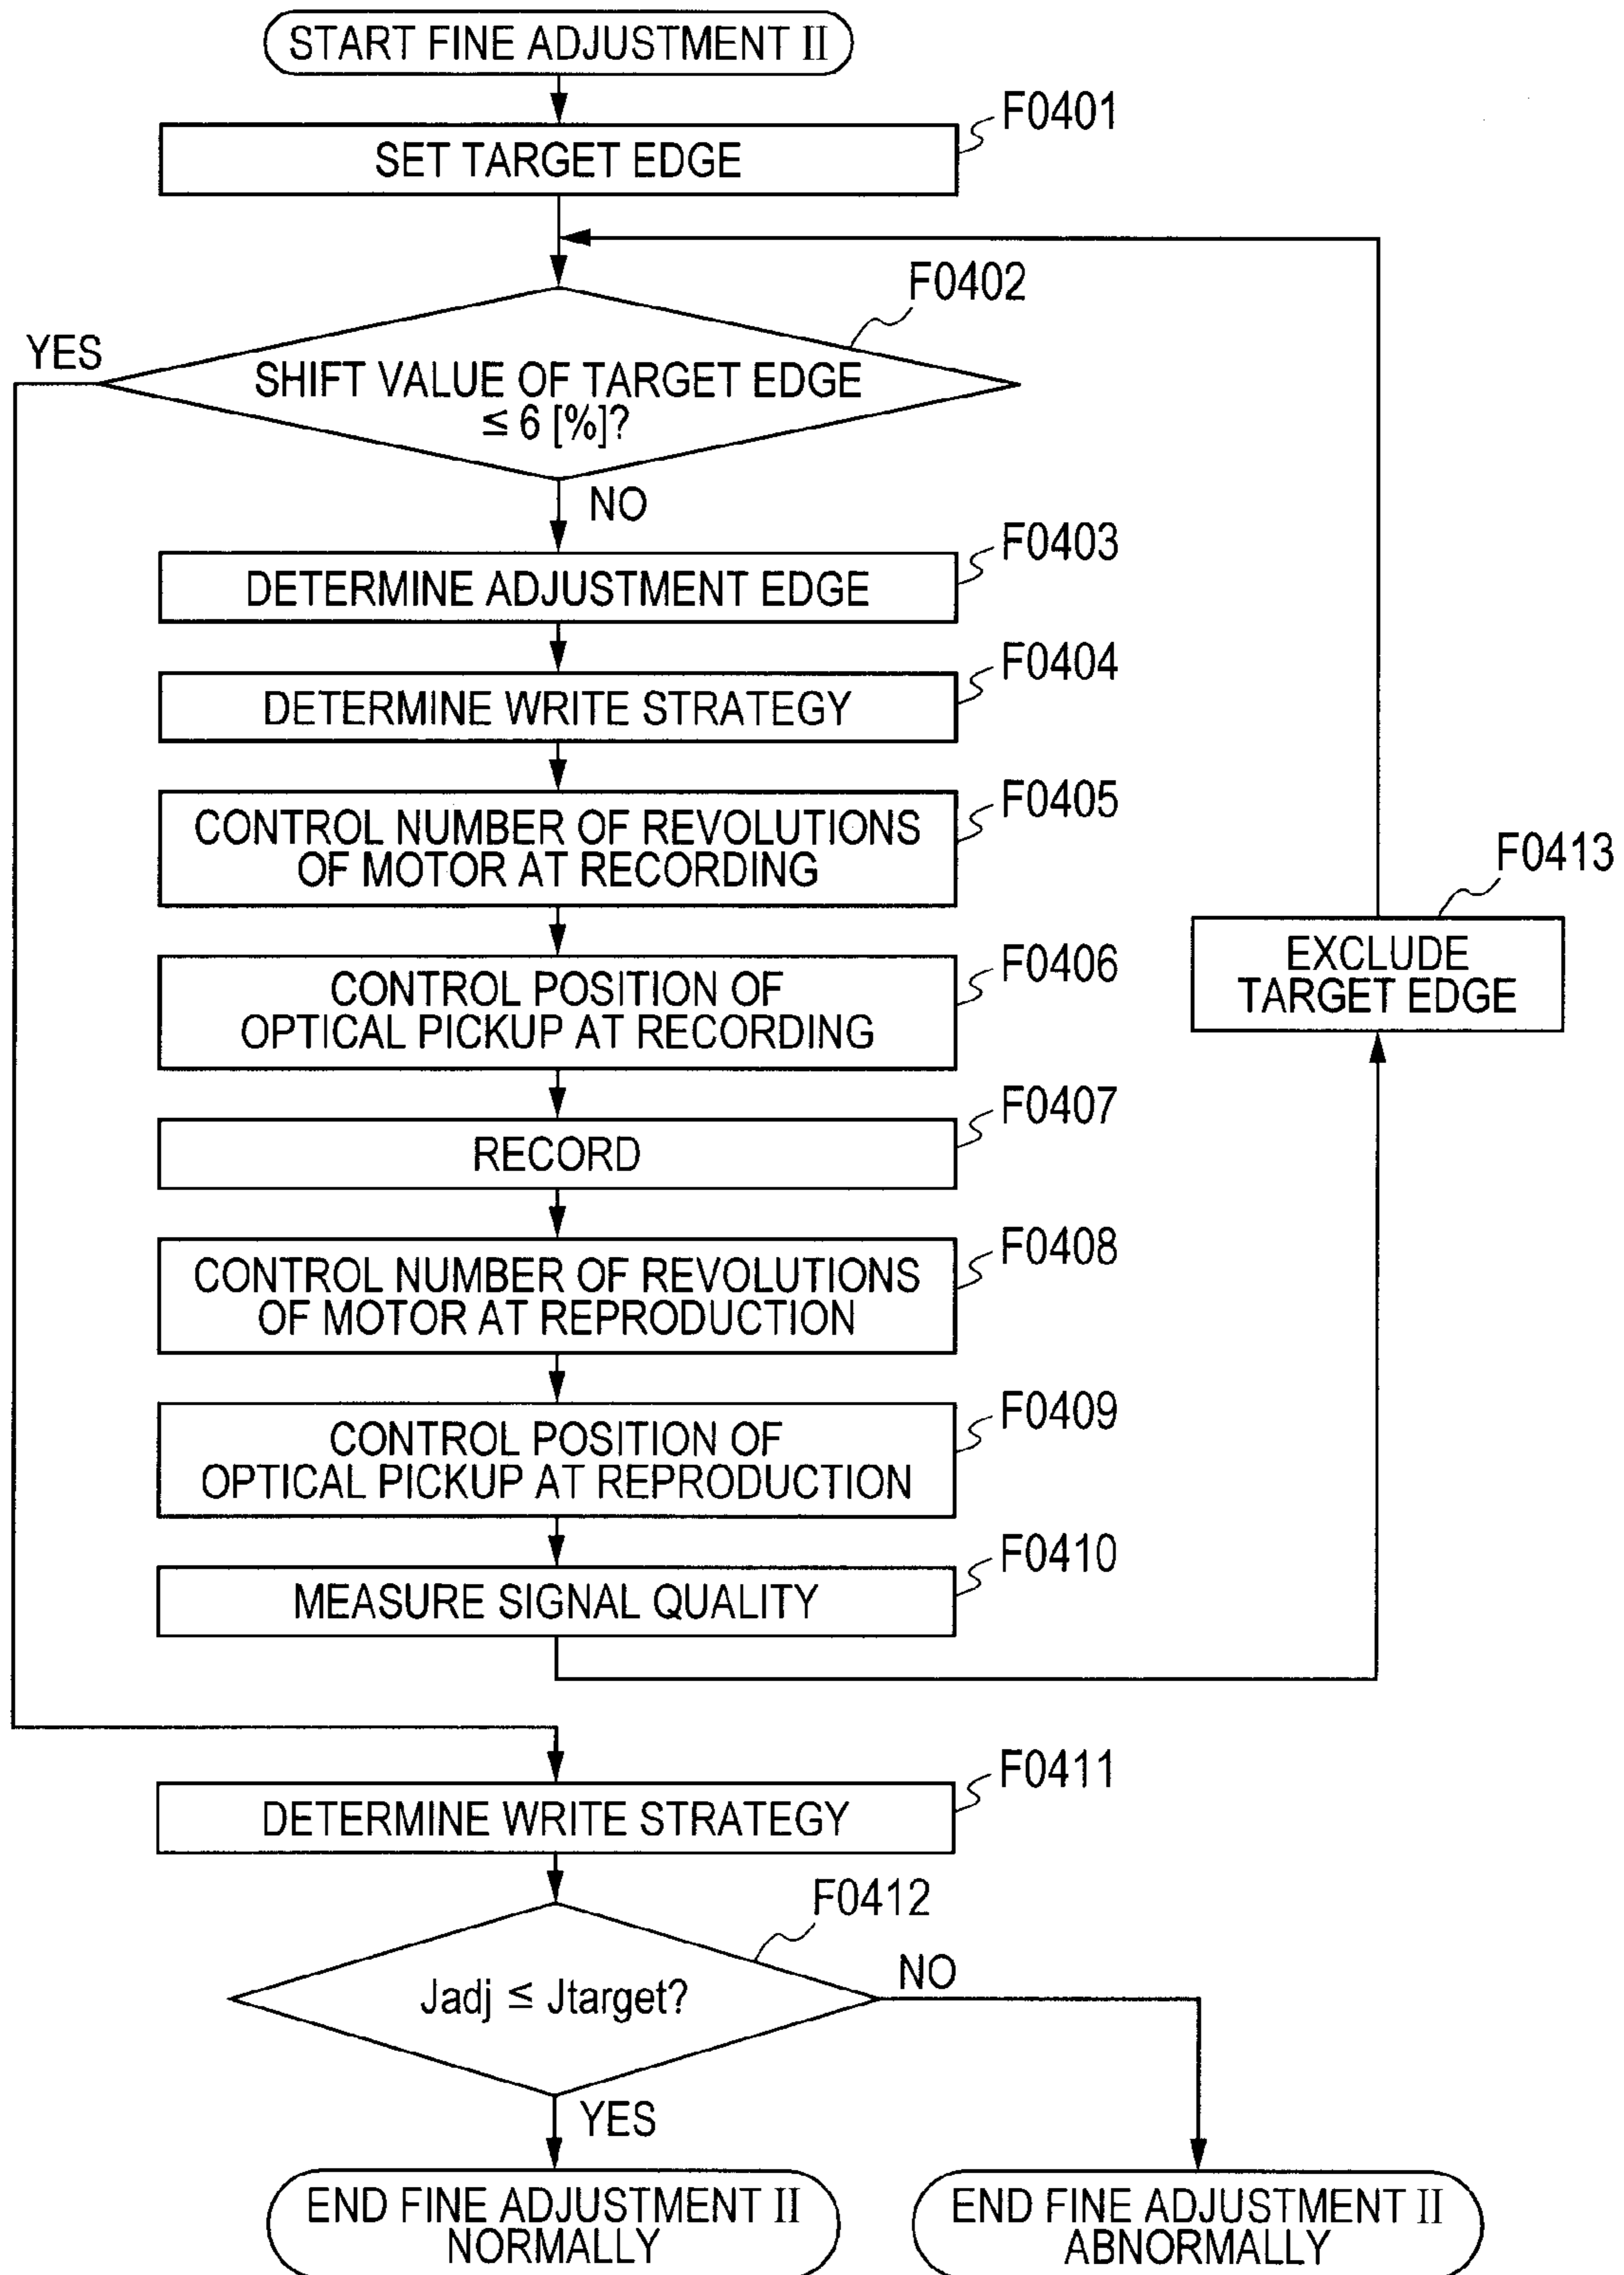 START FINE ADJUSTMENT II
F0401
SET TARGET EDGE
F0402
YES
SHIFT VALUE OF TARGET EDGE
≤ 6 [%]?
NO
F0403
DETERMINE ADJUSTMENT EDGE
F0404
DETERMINE WRITE STRATEGY
F0405
CONTROL NUMBER OF REVOLUTIONS
OF MOTOR AT RECORDING
F0413
EXCLUDE
TARGET EDGE
F0406
CONTROL POSITION OF
OPTICAL PICKUP AT RECORDING
F0407
RECORD
F0408
CONTROL NUMBER OF REVOLUTIONS
OF MOTOR AT REPRODUCTION
F0409
CONTROL POSITION OF
OPTICAL PICKUP AT REPRODUCTION
F0410
MEASURE SIGNAL QUALITY
F0411
DETERMINE WRITE STRATEGY
F0412
Jadj ≤ Jtarget?
NO
YES
END FINE ADJUSTMENT II
NORMALLY
END FINE ADJUSTMENT II
ABNORMALLY